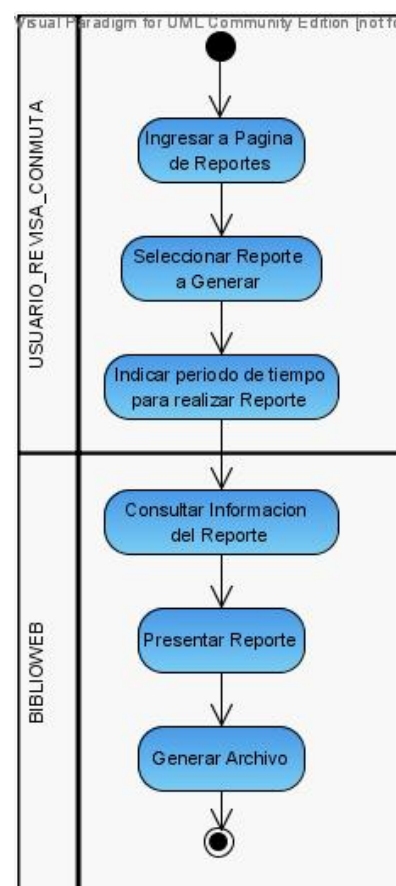 Visual Paradigm for UML Community Edition [not fo
USUARIO_REVISA_CONMUTA
Ingresar a Pagina
de Reportes
Seleccionar Reporte
a Generar
Indicar periodo de tiempo
para realizar Reporte
BIBLIOWEB
Consultar Informacion
del Reporte
Presentar Reporte
Generar Archivo